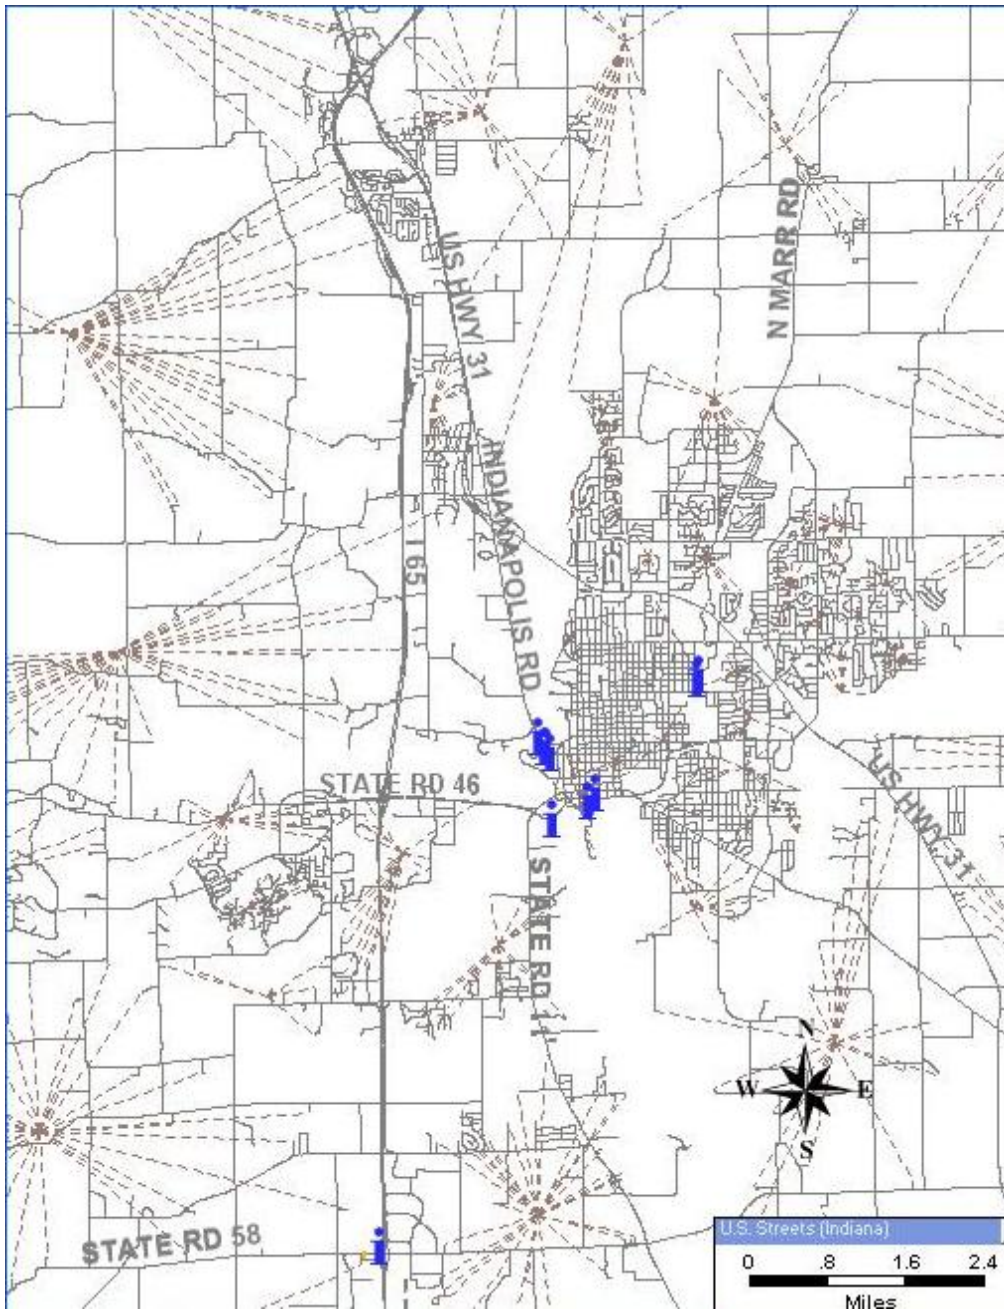 US HWY 31
N MARR RD
INDIANAPOLIS RD
I 65
STATE RD 46
US HWY 31
STATE RD 11
N
W E
S
STATE RD 58
U.S. Streets (Indiana)
0 .8 1.6 2.4
Miles